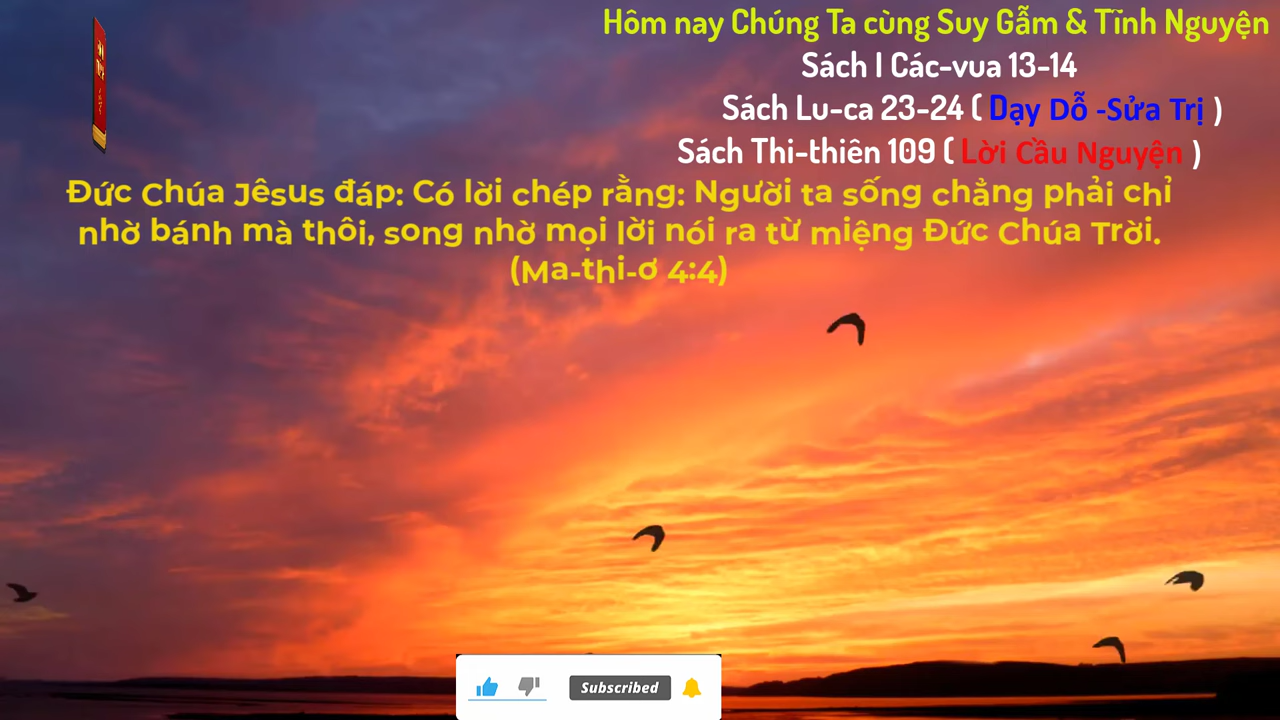 Hôm nay Chúng Ta cùng Suy Gẫm & Tĩnh Nguyện
Sách I Các-vua 13-14
Sách Lu-ca 23-24 ( Dạy Dỗ -Sửa Trị )
Sách Thi-thiên 109 ( Lời Cầu Nguyện )
Đức Chúa Jêsus đáp: Có lời chép rằng: Người ta sống chẳng phải chỉ
nhờ bánh mà thôi, song nhờ mọi lời nói ra từ miệng Đức Chúa Trời.
(Ma-thi-ơ 4:4)
Subscribed